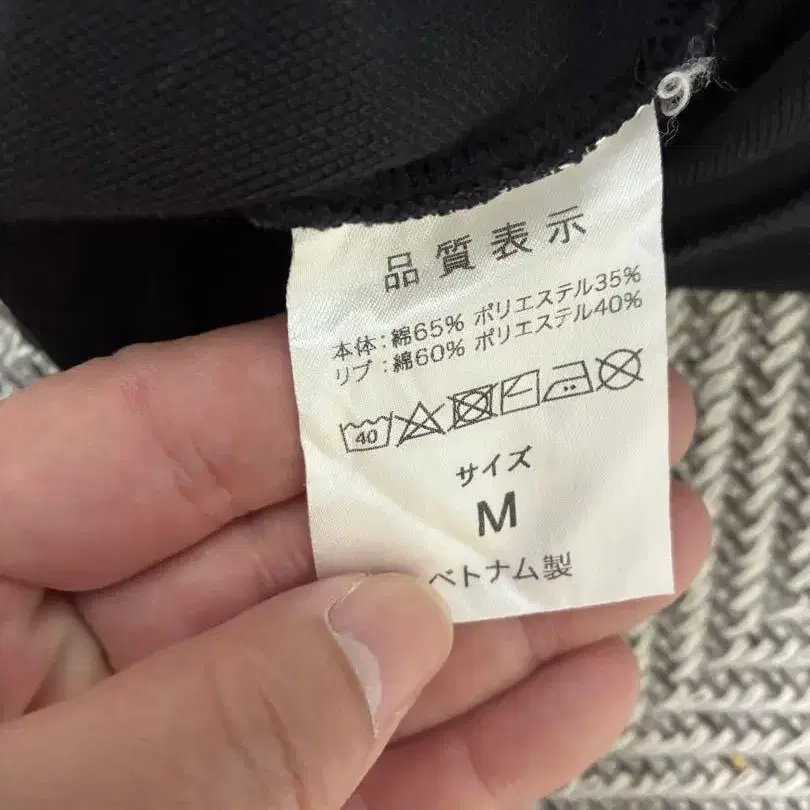 品質表示
本体：綿65% ポリエステル35%
リブ：綿60% ポリエステル40%
40
サイズ
M
ベトナム製